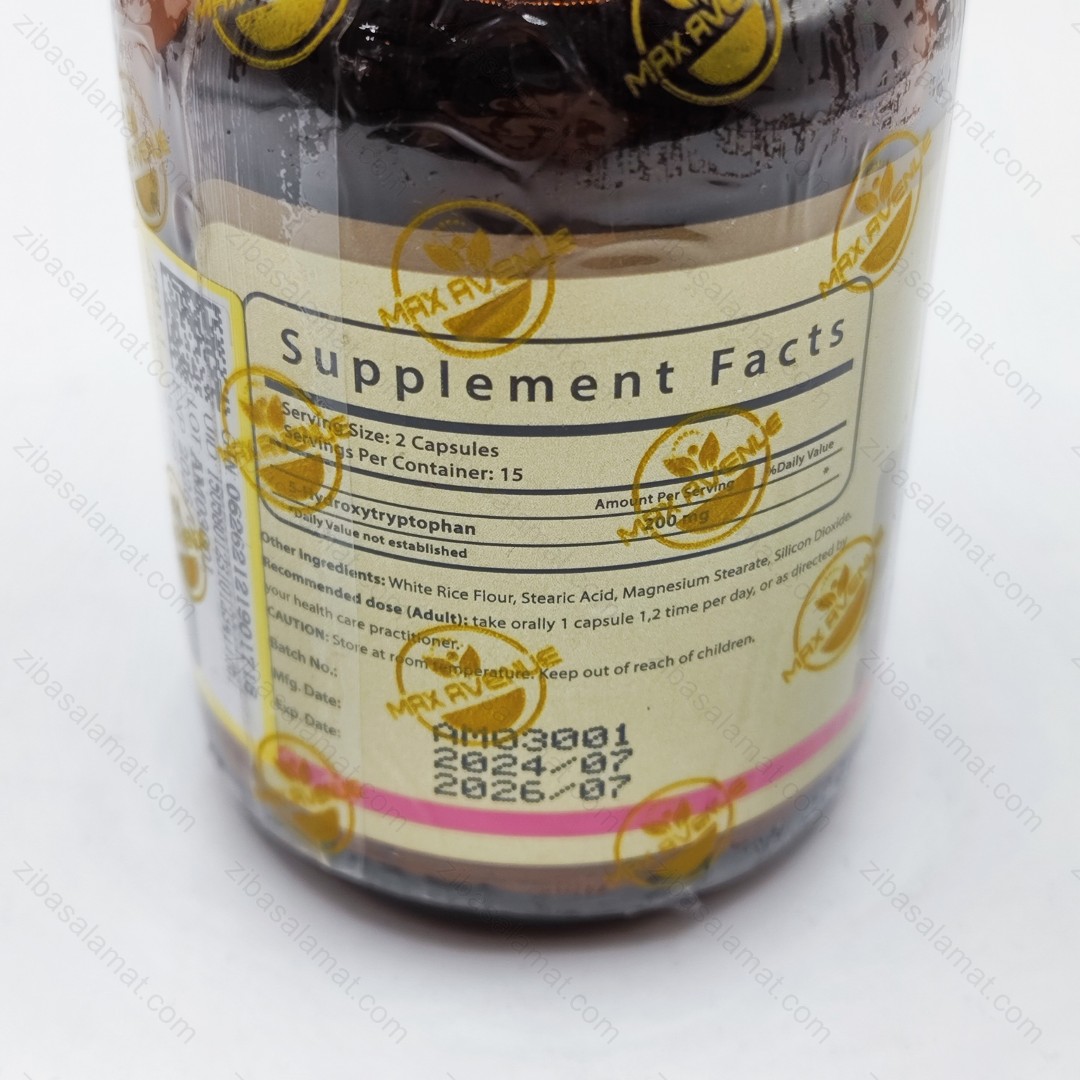 MAX AVENUE
Supplement Facts
Serving Size: 2 Capsules
Servings Per Container: 15
Amount Per Serving %Daily Value
5-Hydroxytryptophan 200 mg *
*Daily Value not established
Other Ingredients: White Rice Flour, Stearic Acid, Magnesium Stearate, Silicon Dioxide.
Recommended dose (Adult): take orally 1 capsule 1,2 time per day, or as directed by
your health care practitioner.
CAUTION: Store at room temperature. Keep out of reach of children.
Batch No.: AM03001
Mfg. Date: 2024/07
Exp. Date: 2026/07
zibasalamat.com